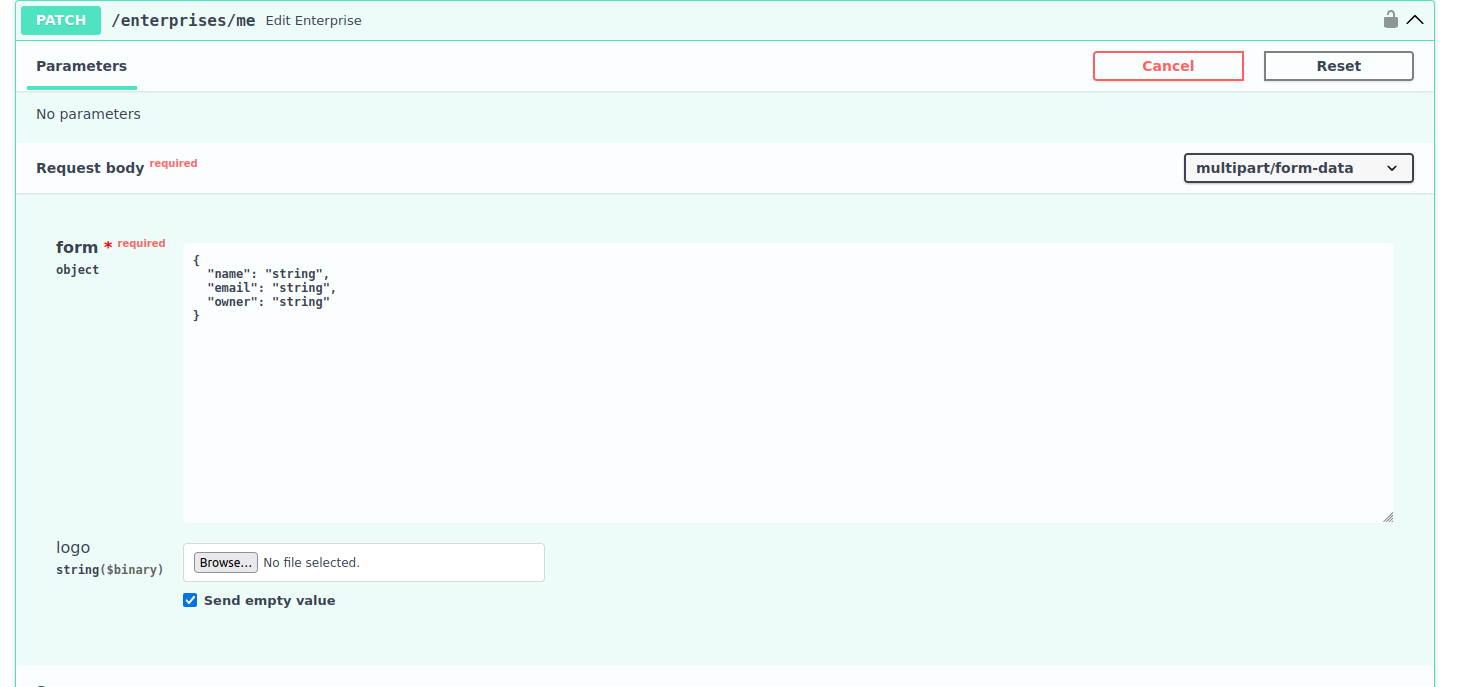 PATCH /enterprises/me Edit Enterprise
Parameters Cancel Reset
No parameters
Request body required multipart/form-data
form * required
object
{
"name": "string",
"email": "string",
"owner": "string"
}
logo
string($binary)
Browse... No file selected.
Send empty value